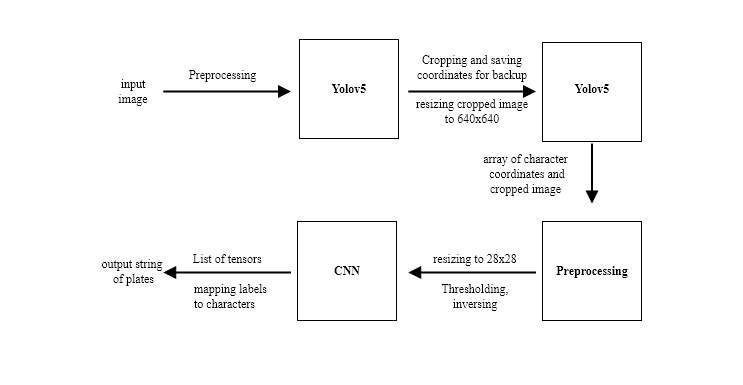 input
image
Preprocessing
Yolov5
Cropping and saving
coordinates for backup
resizing cropped image
to 640x640
Yolov5
array of character
coordinates and
cropped image
Preprocessing
resizing to 28x28
Thresholding,
inversing
CNN
List of tensors
mapping labels
to characters
output string
of plates